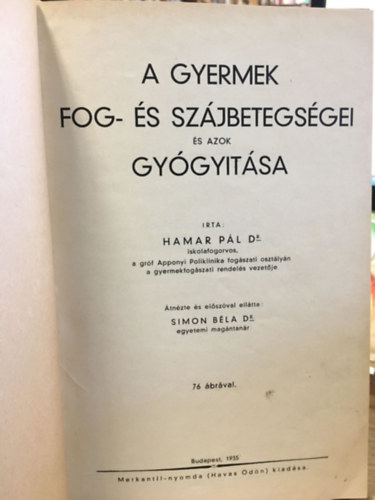 A GYERMEK
FOG- ÉS SZÁJBETEGSÉGEI
ÉS AZOK
GYÓGYITÁSA
IRTA:
HAMAR PÁL Dᴿ
iskolafogorvos,
a gróf Apponyi Poliklinika fogászati osztályán
a gyermekfogászati rendelés vezetője
Átnézte és előszóval ellátta:
SIMON BÉLA Dᴿ
egyetemi magántanár
76 ábrával.
Budapest, 1935
Merkantil-nyomda (Havas Ödön) kiadása.